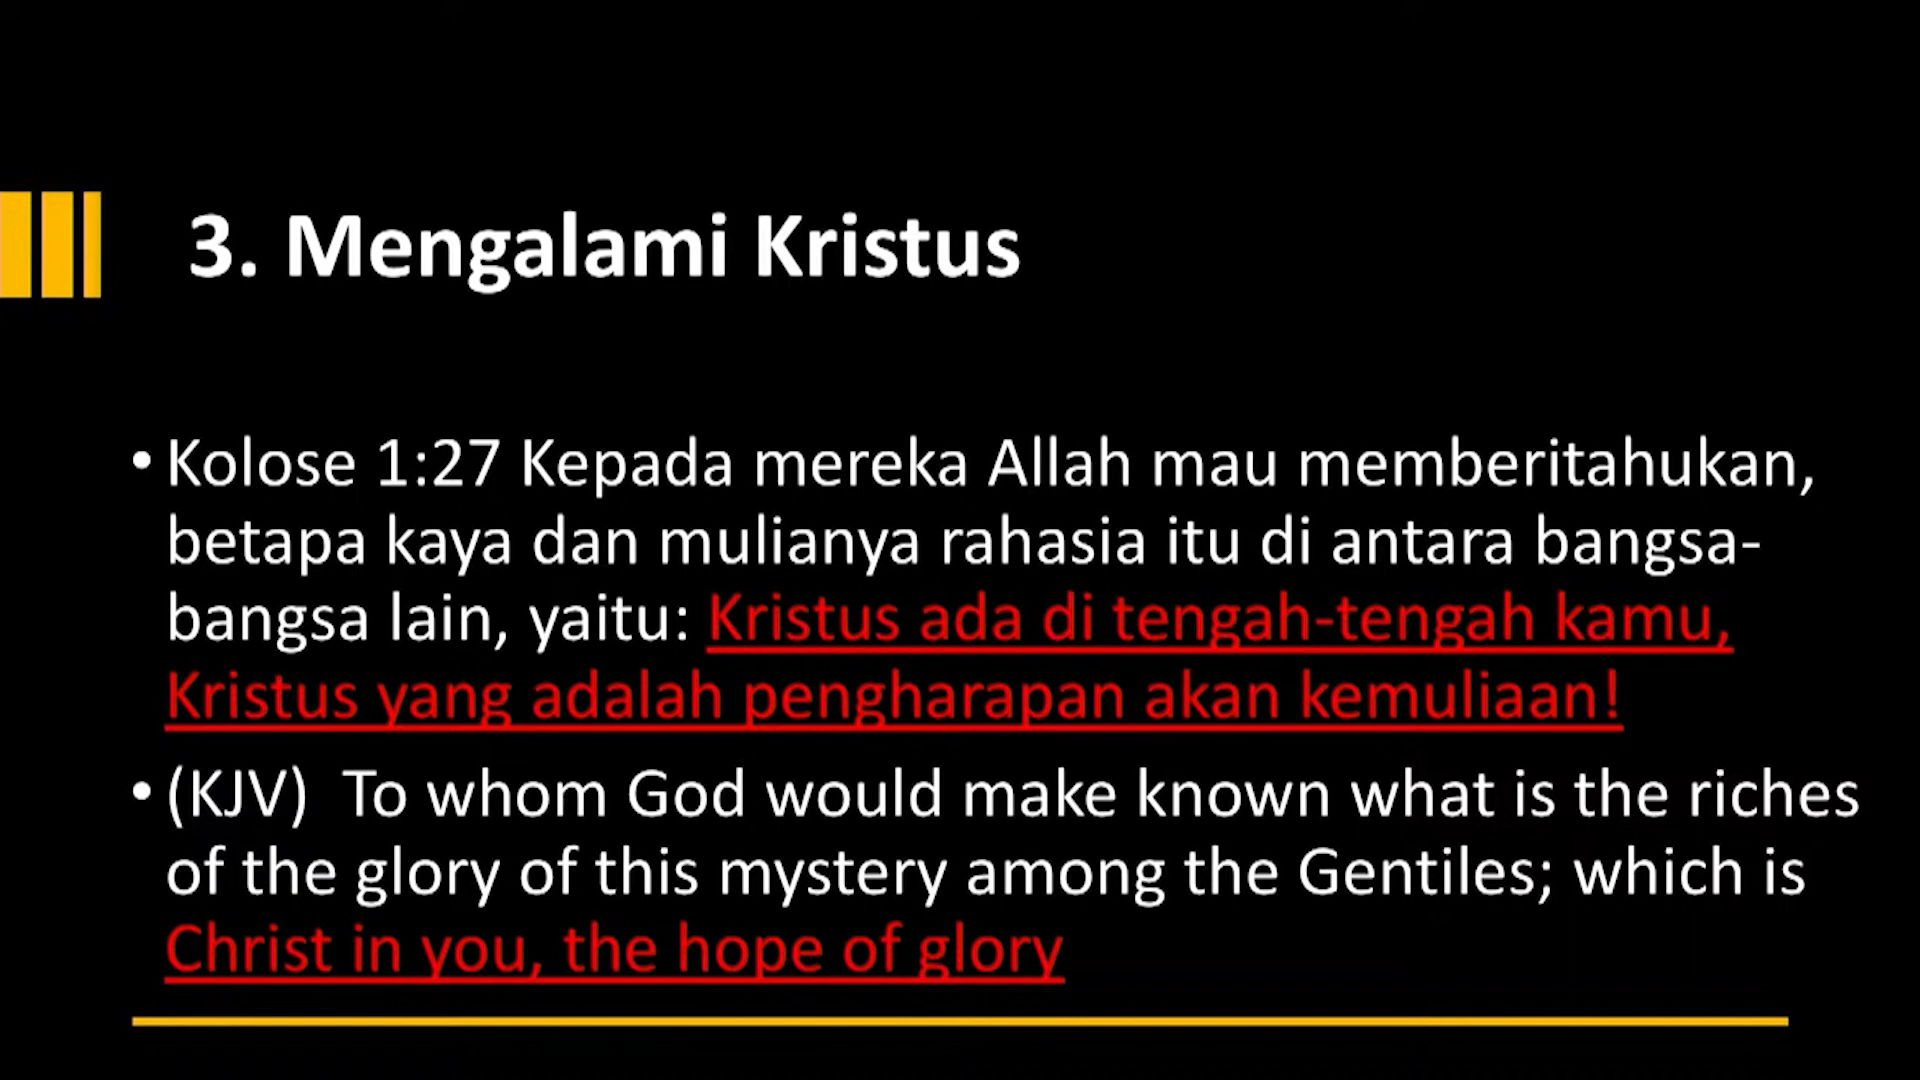 3. Mengalami Kristus
• Kolose 1:27 Kepada mereka Allah mau memberitahukan,
betapa kaya dan mulianya rahasia itu di antara bangsa-
bangsa lain, yaitu: Kristus ada di tengah-tengah kamu,
Kristus yang adalah pengharapan akan kemuliaan!
• (KJV)  To whom God would make known what is the riches
of the glory of this mystery among the Gentiles; which is
Christ in you, the hope of glory